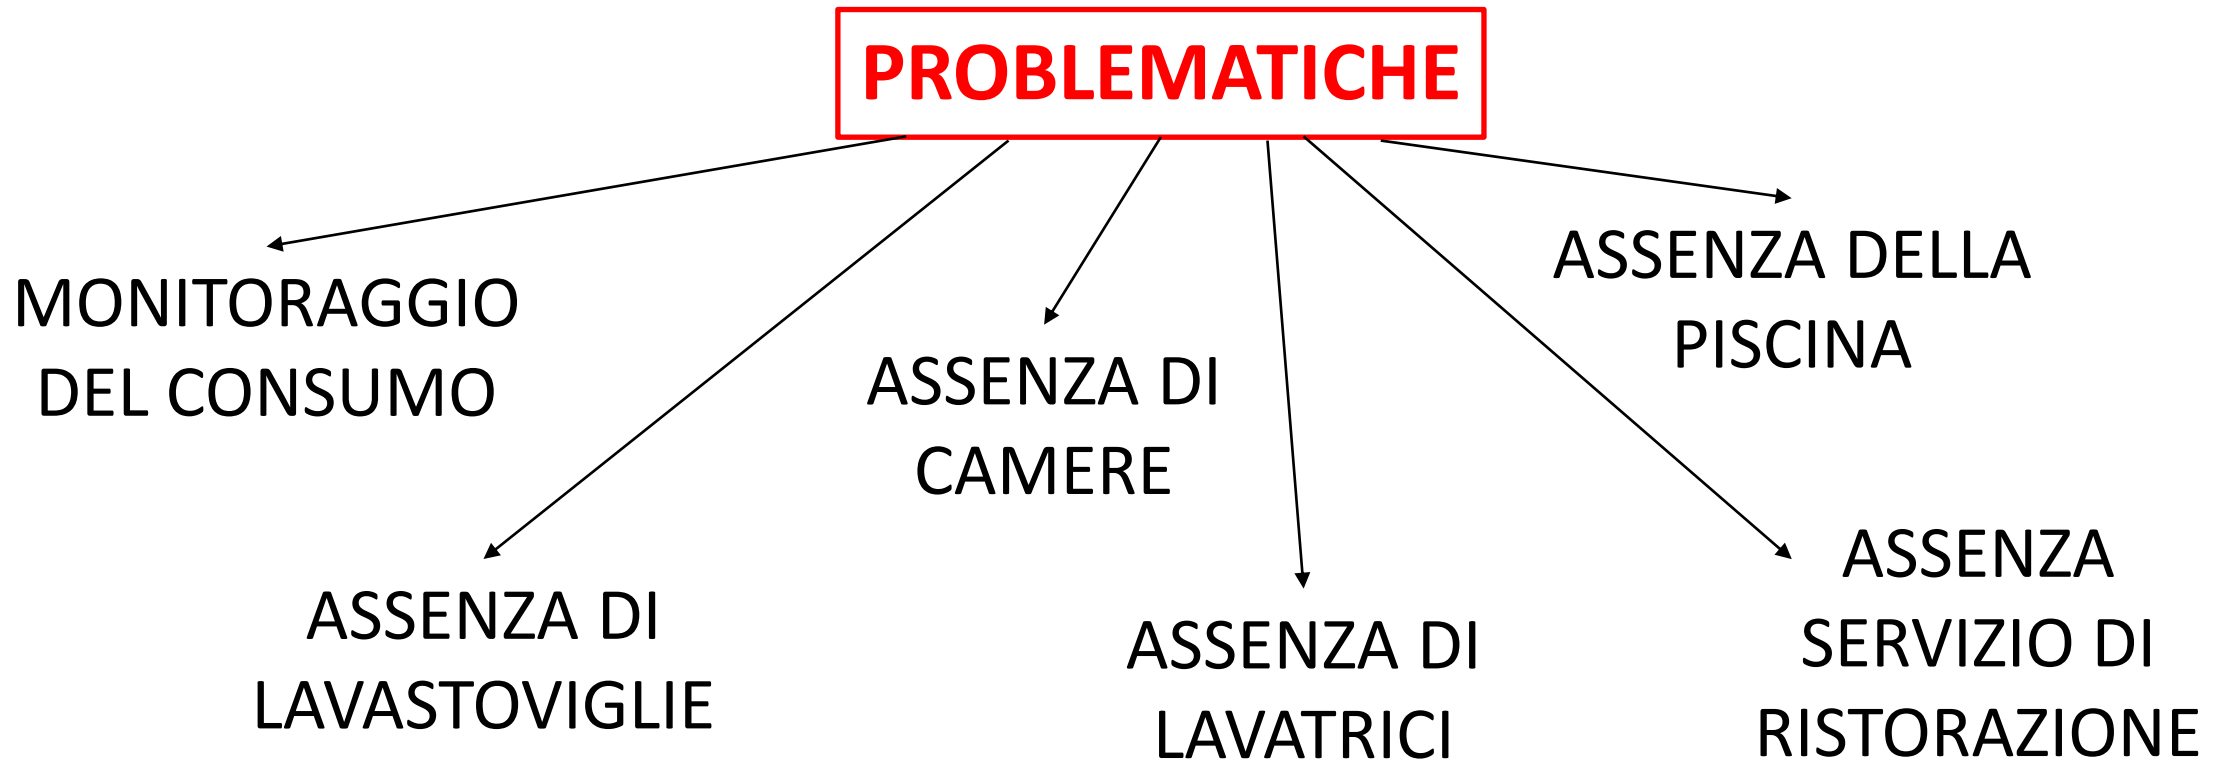 PROBLEMATICHE
MONITORAGGIO
DEL CONSUMO
ASSENZA DI
LAVASTOVIGLIE
ASSENZA DI
CAMERE
ASSENZA DI
LAVATRICI
ASSENZA
SERVIZIO DI
RISTORAZIONE
ASSENZA DELLA
PISCINA